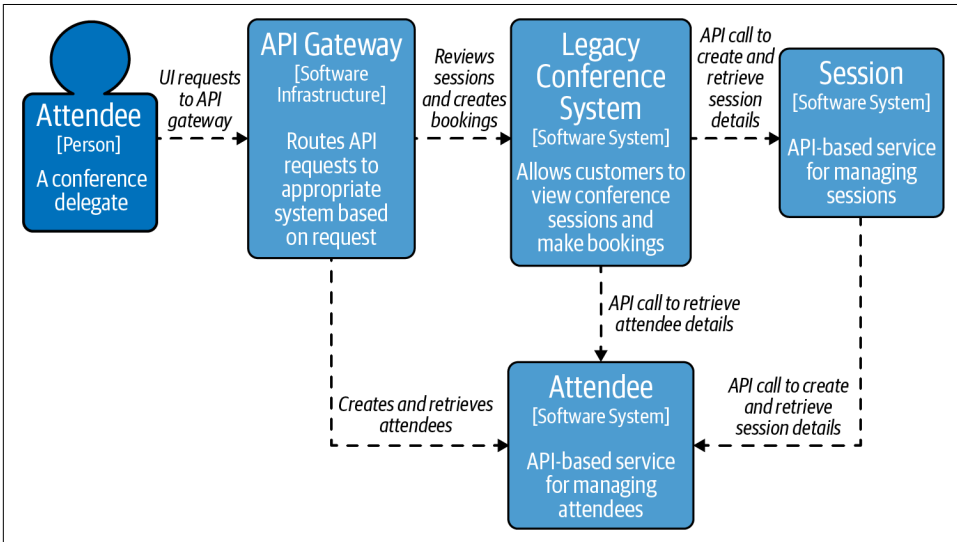 Attendee
[Person]
A conference
delegate
UI requests
to API
gateway
API Gateway
[Software
Infrastructure]
Routes API
requests to
appropriate
system based
on request
Reviews
sessions
and creates
bookings
Legacy
Conference
System
[Software System]
Allows customers to
view conference
sessions and
make bookings
API call to
create and
retrieve
session
details
Session
[Software System]
API-based service
for managing
sessions
API call to retrieve
attendee details
Creates and retrieves
attendees
Attendee
[Software System]
API-based service
for managing
attendees
API call to create
and retrieve
session details